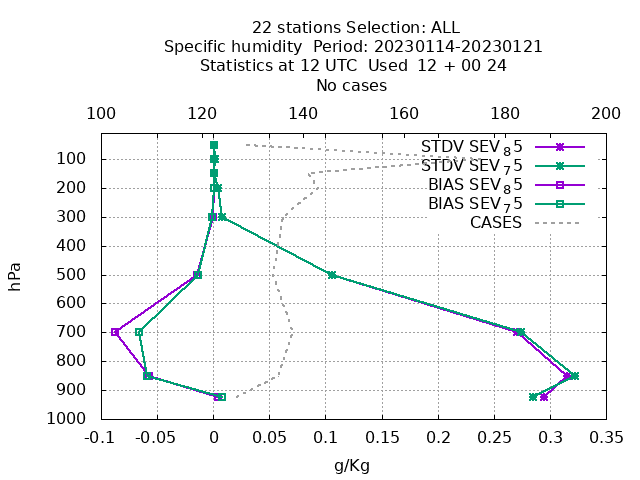 22 stations Selection: ALL
Specific humidity  Period: 20230114-20230121
Statistics at 12 UTC  Used  12 + 00 24
No cases
100 120 140 160 180 200
STDV SEV₈5
STDV SEV₇5
BIAS SEV₈5
BIAS SEV₇5
CASES
100
200
300
400
500
600
700
800
900
1000
hPa
-0.1 -0.05 0 0.05 0.1 0.15 0.2 0.25 0.3 0.35
g/Kg